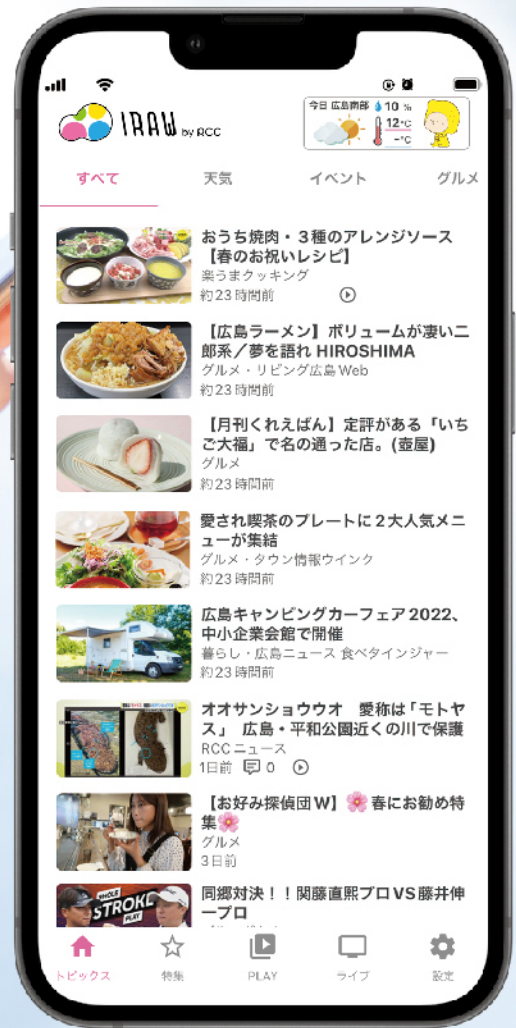 IRAW by RCC
今日 広島南部 10 %
12℃
-℃
すべて 天気 イベント グルメ
おうち焼肉・3種のアレンジソース
【春のお祝いレシピ】
楽うまクッキング
約23時間前
【広島ラーメン】ボリュームが凄い二
郎系／夢を語れ HIROSHIMA
グルメ・リビング広島Web
約23時間前
【月刊くれえばん】定評がある「いち
ご大福」で名の通った店。(壺屋)
グルメ
約23時間前
愛され喫茶のプレートに2大人気メニ
ューが集結
グルメ・タウン情報ウインク
約23時間前
広島キャンピングカーフェア2022、
中小企業会館で開催
暮らし・広島ニュース 食べタインジャー
約23時間前
オオサンショウウオ 愛称は「モトヤ
ス」 広島・平和公園近くの川で保護
RCCニュース
1日前 0
【お好み探偵団W】🌸春にお勧め特
集🌸
グルメ
3日前
STROKE
PLAY
同郷対決！！関藤直熙プロVS藤井伸
一プロ
トピックス 特集 PLAY ライブ 設定